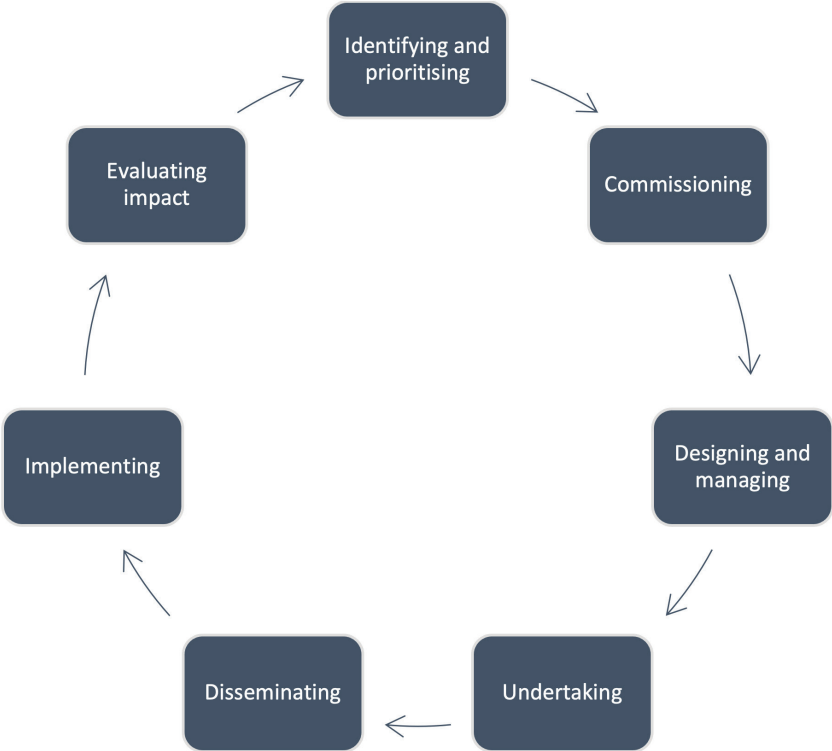 Identifying and
prioritising
Commissioning
Designing and
managing
Undertaking
Disseminating
Implementing
Evaluating
impact